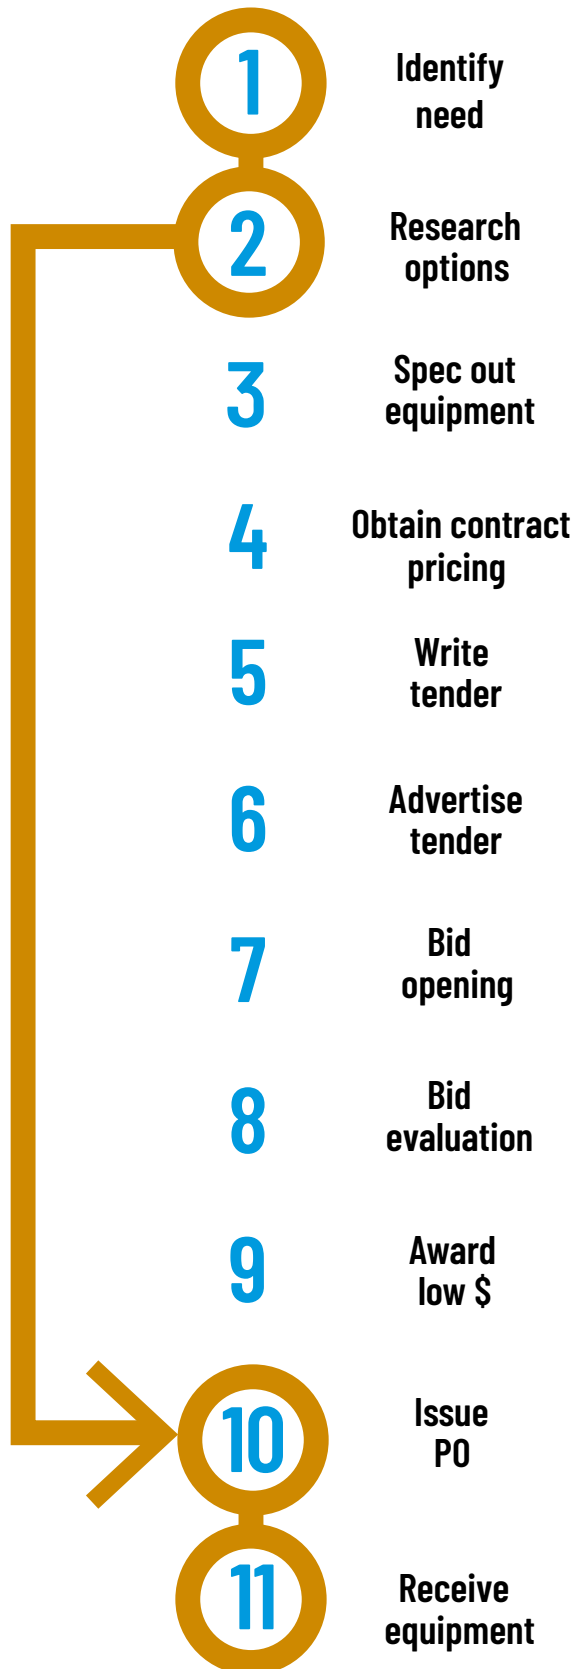 1
Identify
need
2
Research
options
3
Spec out
equipment
4
Obtain contract
pricing
5
Write
tender
6
Advertise
tender
7
Bid
opening
8
Bid
evaluation
9
Award
low $
10
Issue
PO
11
Receive
equipment